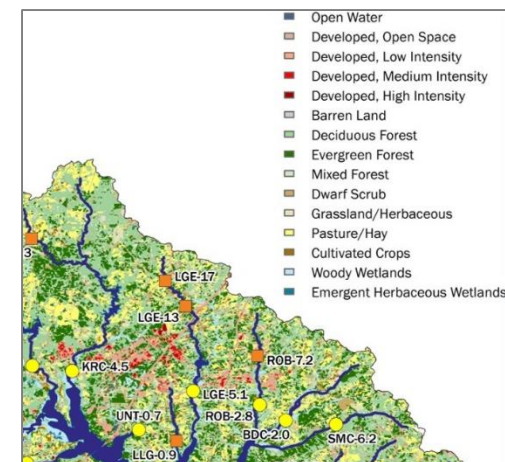 Open Water
Developed, Open Space
Developed, Low Intensity
Developed, Medium Intensity
Developed, High Intensity
Barren Land
Deciduous Forest
Evergreen Forest
Mixed Forest
Dwarf Scrub
Grassland/Herbaceous
Pasture/Hay
Cultivated Crops
Woody Wetlands
Emergent Herbaceous Wetlands
3
LGE-17
LGE-13
ROB-7.2
KRC-4.5
LGE-5.1
UNT-0.7
ROB-2.8
BDC-2.0
SMC-6.2
LLG-0.9